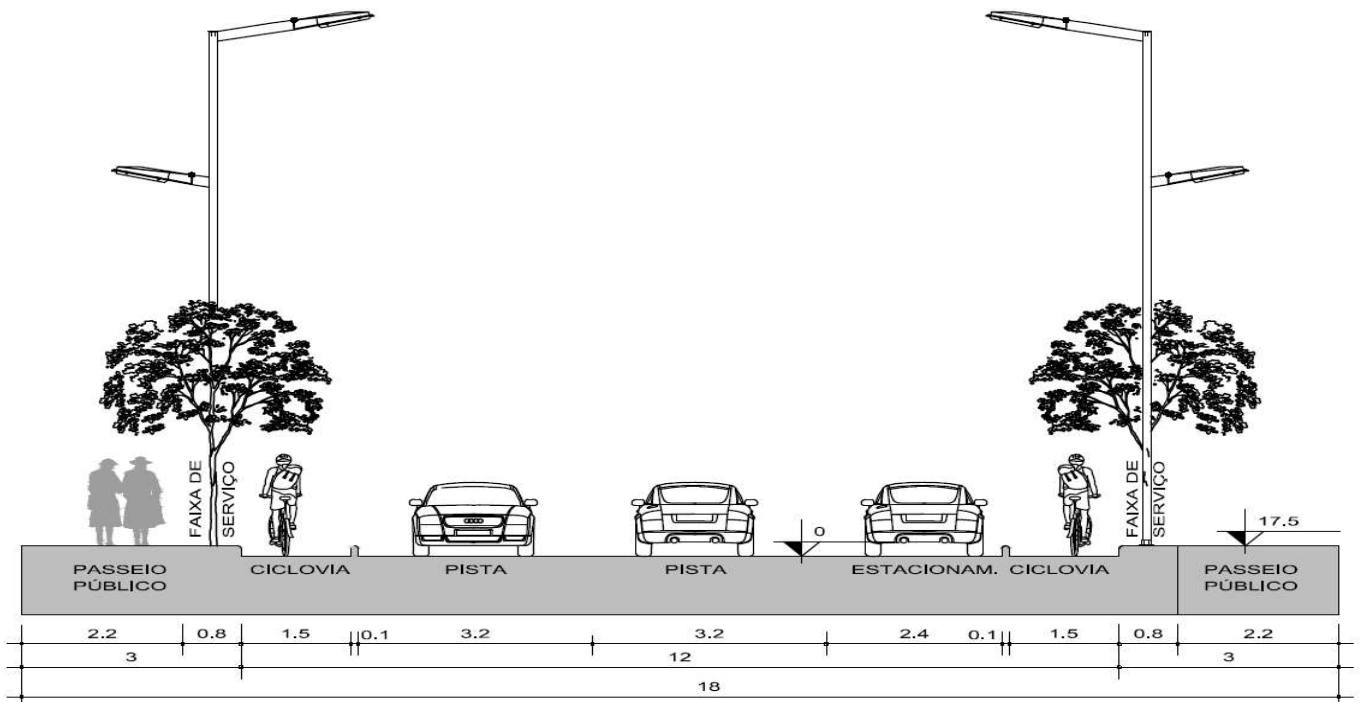 FAIXA DE
SERVIÇO
FAIXA DE
SERVIÇO
0
17.5
PASSEIO
PÚBLICO
CICLOVIA
PISTA
PISTA
ESTACIONAM.
CICLOVIA
PASSEIO
PÚBLICO
2.2
0.8
1.5
0.1
3.2
3.2
2.4
0.1
1.5
0.8
2.2
3
12
3
18